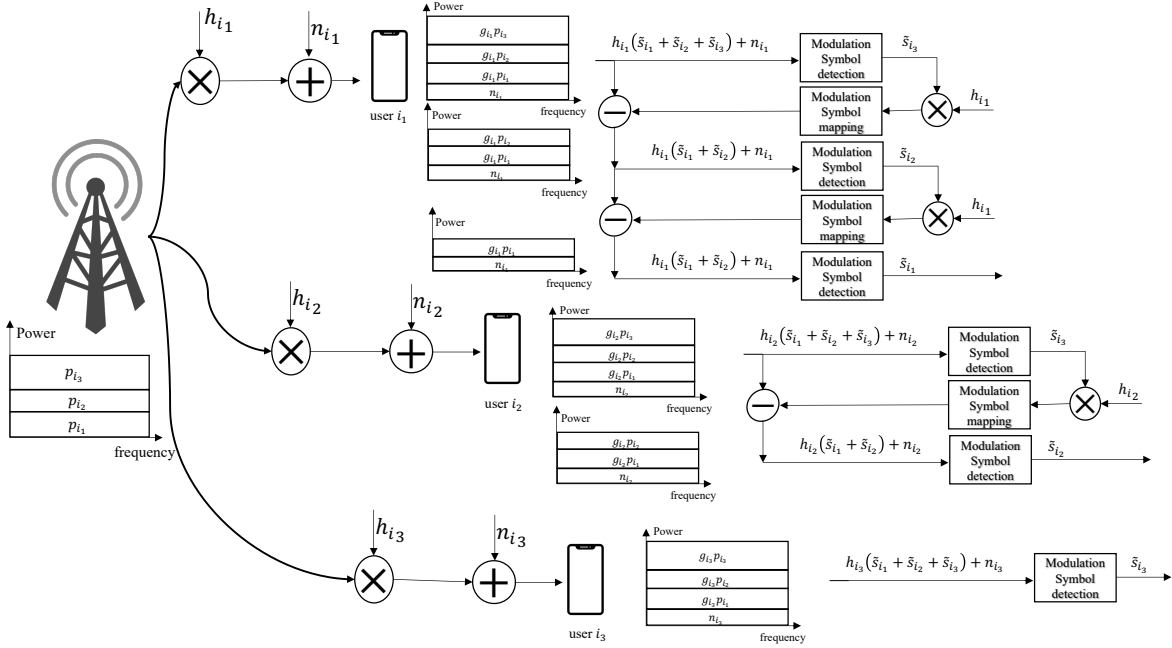 h_{i_1}
n_{i_1}
user i_1
Power
g_{i_1}p_{i_3}
g_{i_1}p_{i_2}
g_{i_1}p_{i_1}
n_{i_1}
frequency
Power
g_{i_1}p_{i_2}
g_{i_1}p_{i_1}
n_{i_1}
frequency
Power
g_{i_1}p_{i_1}
n_{i_1}
frequency
h_{i_1}(s̃_{i_1} + s̃_{i_2} + s̃_{i_3}) + n_{i_1}
Modulation
Symbol
detection
s̃_{i_3}
Modulation
Symbol
mapping
h_{i_1}
h_{i_1}(s̃_{i_1} + s̃_{i_2}) + n_{i_1}
Modulation
Symbol
detection
s̃_{i_2}
Modulation
Symbol
mapping
h_{i_1}
h_{i_1}(s̃_{i_1} + s̃_{i_2}) + n_{i_1}
Modulation
Symbol
detection
s̃_{i_1}
Power
p_{i_3}
p_{i_2}
p_{i_1}
frequency
h_{i_2}
n_{i_2}
user i_2
Power
g_{i_2}p_{i_3}
g_{i_2}p_{i_2}
g_{i_2}p_{i_1}
n_{i_2}
frequency
Power
g_{i_2}p_{i_2}
g_{i_2}p_{i_1}
n_{i_2}
frequency
h_{i_2}(s̃_{i_1} + s̃_{i_2} + s̃_{i_3}) + n_{i_2}
Modulation
Symbol
detection
s̃_{i_3}
Modulation
Symbol
mapping
h_{i_2}
h_{i_2}(s̃_{i_1} + s̃_{i_2}) + n_{i_2}
Modulation
Symbol
detection
s̃_{i_2}
h_{i_3}
n_{i_3}
user i_3
Power
g_{i_3}p_{i_3}
g_{i_3}p_{i_2}
g_{i_3}p_{i_1}
n_{i_3}
frequency
h_{i_3}(s̃_{i_1} + s̃_{i_2} + s̃_{i_3}) + n_{i_3}
Modulation
Symbol
detection
s̃_{i_3}